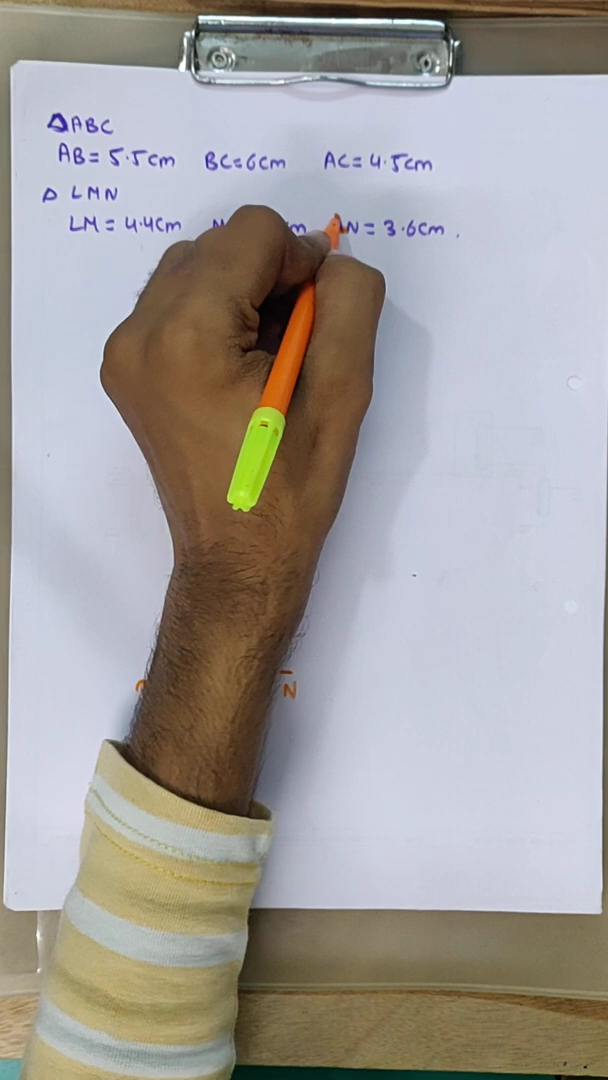 △ABC
AB = 5.5cm BC = 6cm AC = 4.5cm
△ LMN
LM = 4.4cm = 3.6cm.
N